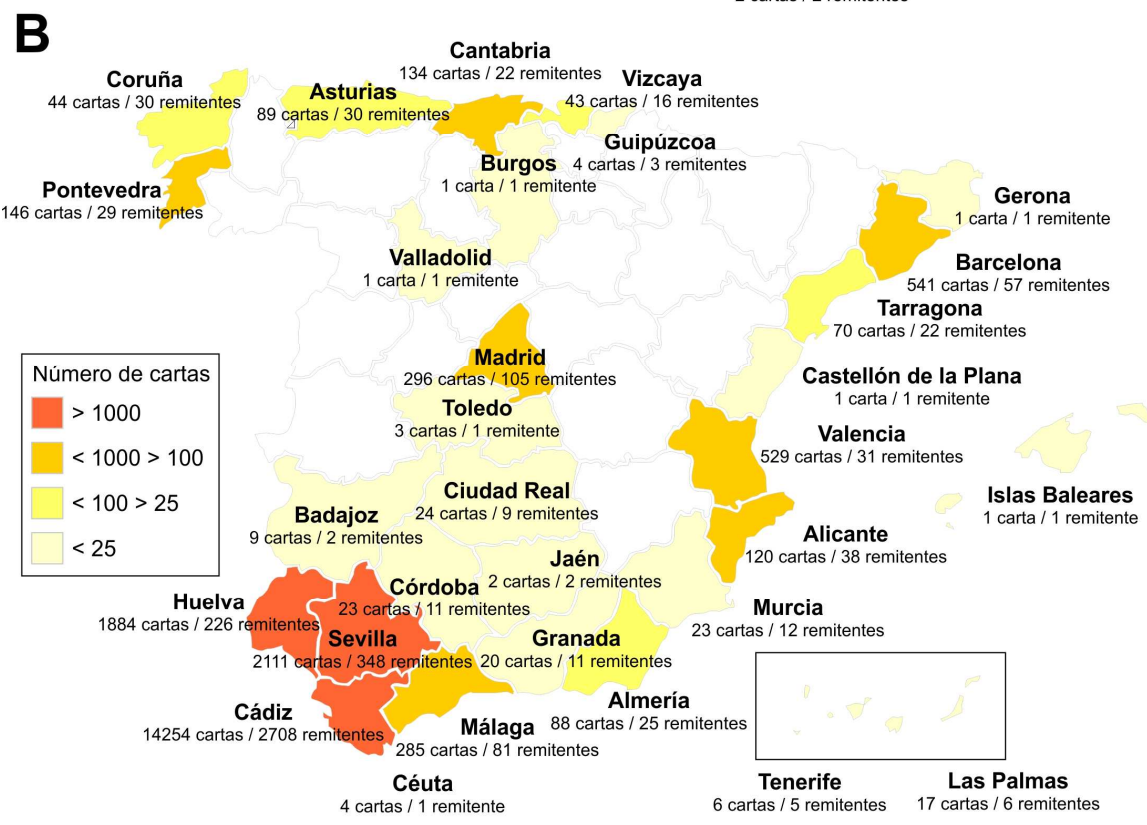 B
Cantabria
134 cartas / 22 remitentes
Coruña
44 cartas / 30 remitentes
Asturias
89 cartas / 30 remitentes
Vizcaya
43 cartas / 16 remitentes
Guipúzcoa
4 cartas / 3 remitentes
Burgos
1 carta / 1 remitente
Pontevedra
146 cartas / 29 remitentes
Gerona
1 carta / 1 remitente
Valladolid
1 carta / 1 remitente
Barcelona
541 cartas / 57 remitentes
Tarragona
70 cartas / 22 remitentes
Madrid
296 cartas / 105 remitentes
Castellón de la Plana
1 carta / 1 remitente
Toledo
3 cartas / 1 remitente
Valencia
529 cartas / 31 remitentes
Número de cartas
> 1000
< 1000 > 100
< 100 > 25
< 25
Ciudad Real
24 cartas / 9 remitentes
Islas Baleares
1 carta / 1 remitente
Badajoz
9 cartas / 2 remitentes
Alicante
120 cartas / 38 remitentes
Jaén
2 cartas / 2 remitentes
Córdoba
23 cartas / 11 remitentes
Huelva
1884 cartas / 226 remitentes
Murcia
23 cartas / 12 remitentes
Sevilla
2111 cartas / 348 remitentes
Granada
20 cartas / 11 remitentes
Almería
88 cartas / 25 remitentes
Cádiz
14254 cartas / 2708 remitentes
Málaga
285 cartas / 81 remitentes
Céuta
4 cartas / 1 remitente
Tenerife
6 cartas / 5 remitentes
Las Palmas
17 cartas / 6 remitentes